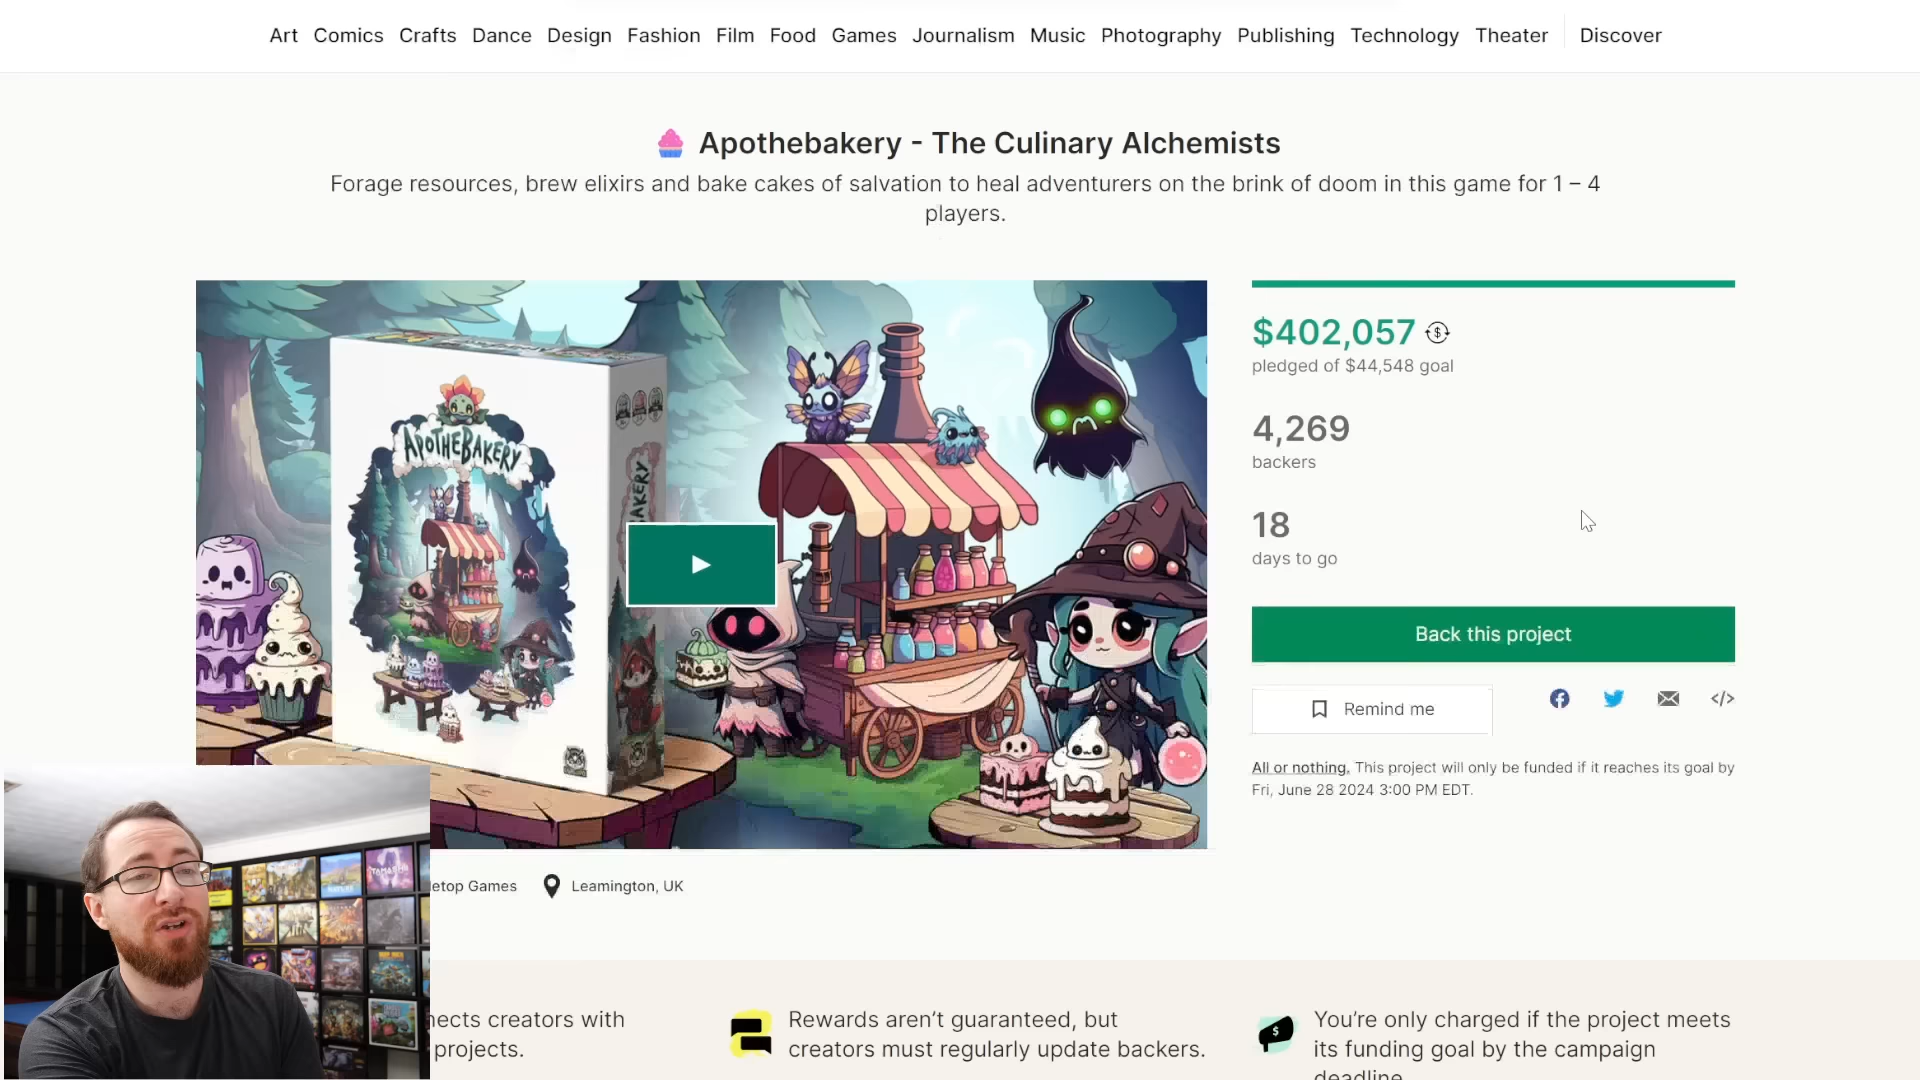 Art Comics Crafts Dance Design Fashion Film Food Games Journalism Music Photography Publishing Technology Theater Discover
Apothebakery - The Culinary Alchemists
Forage resources, brew elixirs and bake cakes of salvation to heal adventurers on the brink of doom in this game for 1 – 4
players.
APOTHEBAKERY
$402,057
pledged of $44,548 goal
4,269
backers
18
days to go
Back this project
Remind me
All or nothing. This project will only be funded if it reaches its goal by
Fri, June 28 2024 3:00 PM EDT.
letop Games Leamington, UK
nects creators with
projects.
Rewards aren’t guaranteed, but
creators must regularly update backers.
You’re only charged if the project meets
its funding goal by the campaign
deadline.